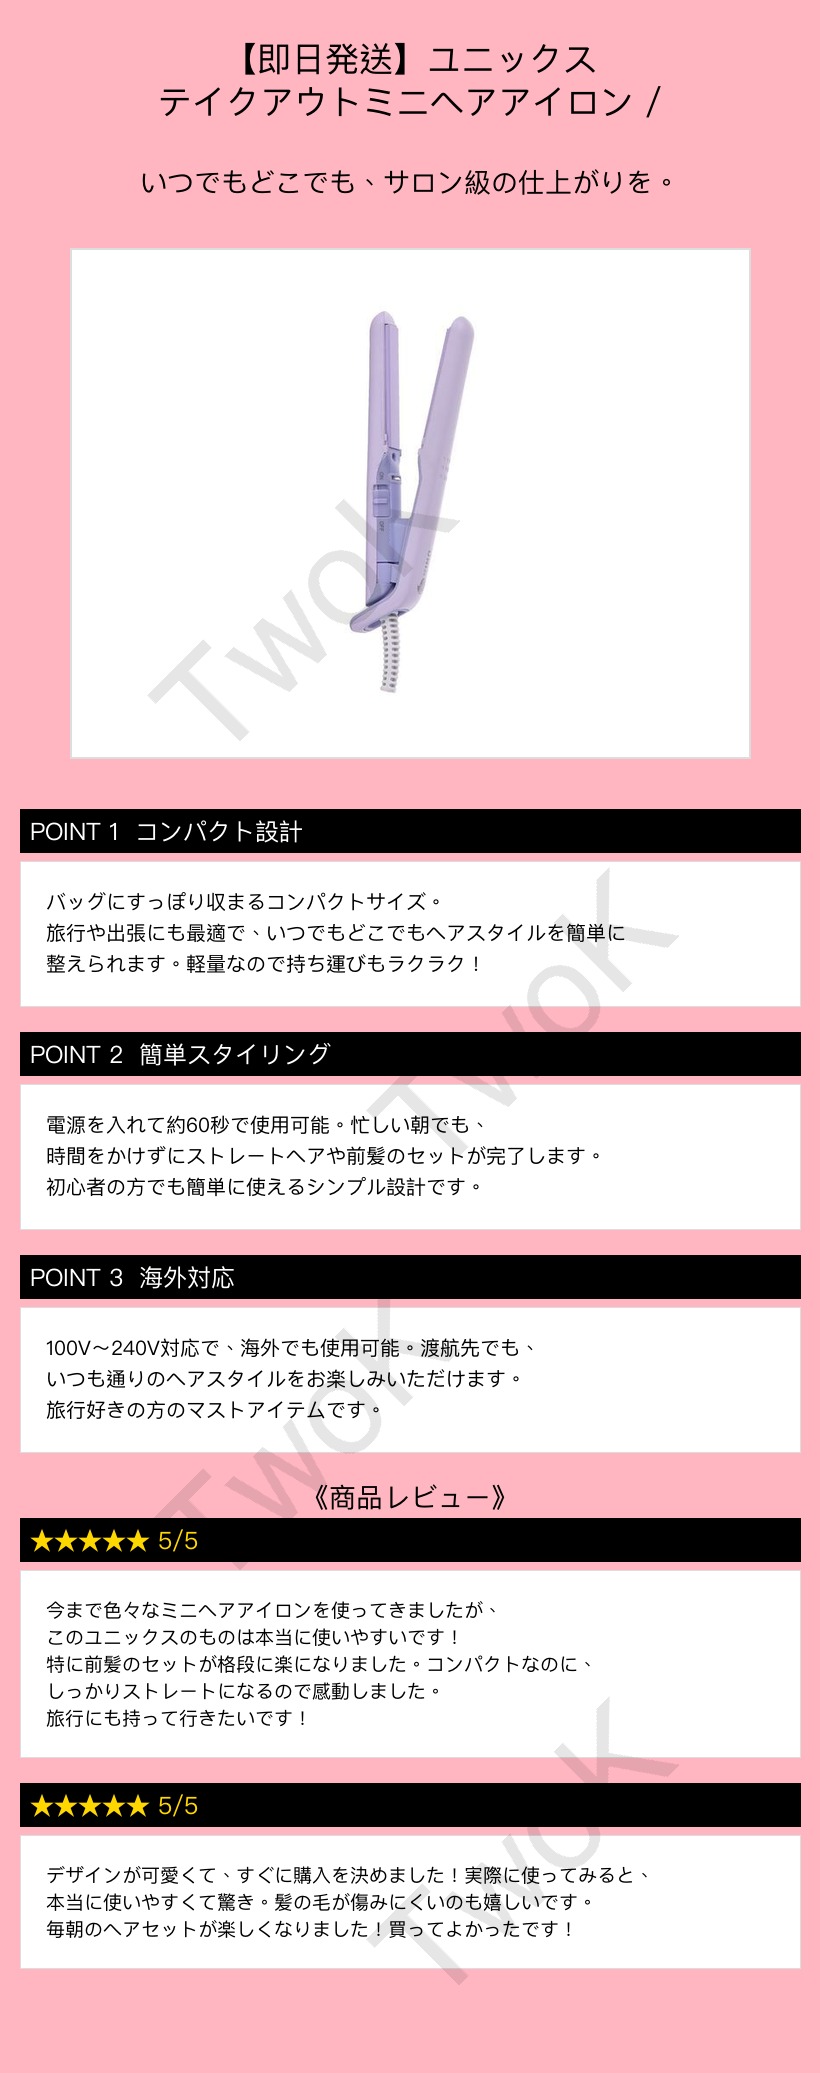 【即日発送】ユニックス
テイクアウトミニヘアアイロン /
いつでもどこでも、サロン級の仕上がりを。
ON
OFF
TwoK
POINT 1 コンパクト設計
バッグにすっぽり収まるコンパクトサイズ。
旅行や出張にも最適で、いつでもどこでもヘアスタイルを簡単に
整えられます。軽量なので持ち運びもラクラク！
TwoK
POINT 2 簡単スタイリング
電源を入れて約60秒で使用可能。忙しい朝でも、
時間をかけずにストレートヘアや前髪のセットが完了します。
初心者の方でも簡単に使えるシンプル設計です。
POINT 3 海外対応
100V～240V対応で、海外でも使用可能。渡航先でも、
いつも通りのヘアスタイルをお楽しみいただけます。
旅行好きの方のマストアイテムです。
TwoK
《商品レビュー》
★★★★★ 5/5
今まで色々なミニヘアアイロンを使ってきましたが、
このユニックスのものは本当に使いやすいです！
特に前髪のセットが格段に楽になりました。コンパクトなのに、
しっかりストレートになるので感動しました。
旅行にも持って行きたいです！
TwoK
★★★★★ 5/5
デザインが可愛くて、すぐに購入を決めました！実際に使ってみると、
本当に使いやすくて驚き。髪の毛が傷みにくいのも嬉しいです。
毎朝のヘアセットが楽しくなりました！買ってよかったです！